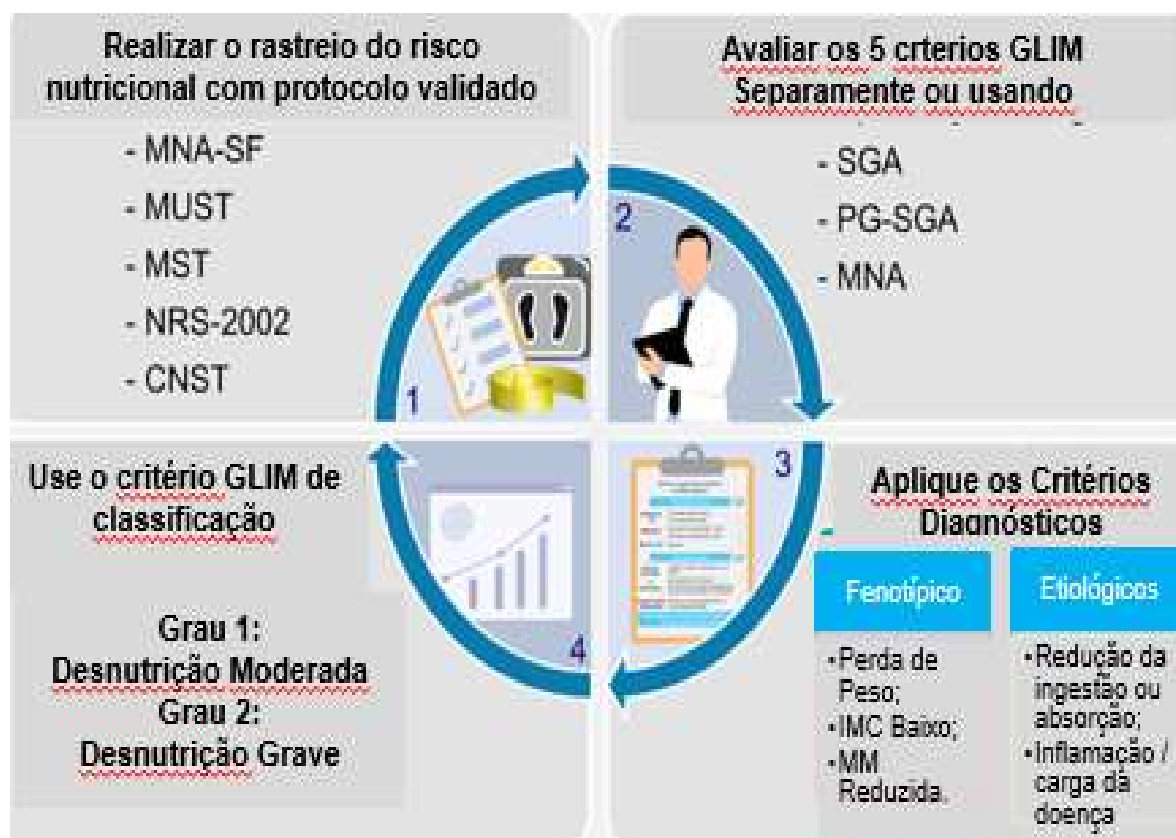 Realizar o rastreio do risco
nutricional com protocolo validado
- MNA-SF
- MUST
- MST
- NRS-2002
- CNST
1
Avaliar os 5 crterios GLIM
Separamente ou usando
- SGA
- PG-SGA
- MNA
2
3
Aplique os Critérios
Diagnósticos
Fenotípico
•Perda de
Peso;
•IMC Baixo;
•MM
Reduzida.
Etiológicos
•Redução da
ingestão ou
absorção;
•Inflamação /
carga da
doença
Use o critério GLIM de
classificação
Grau 1:
Desnutrição Moderada
Grau 2:
Desnutrição Grave
4